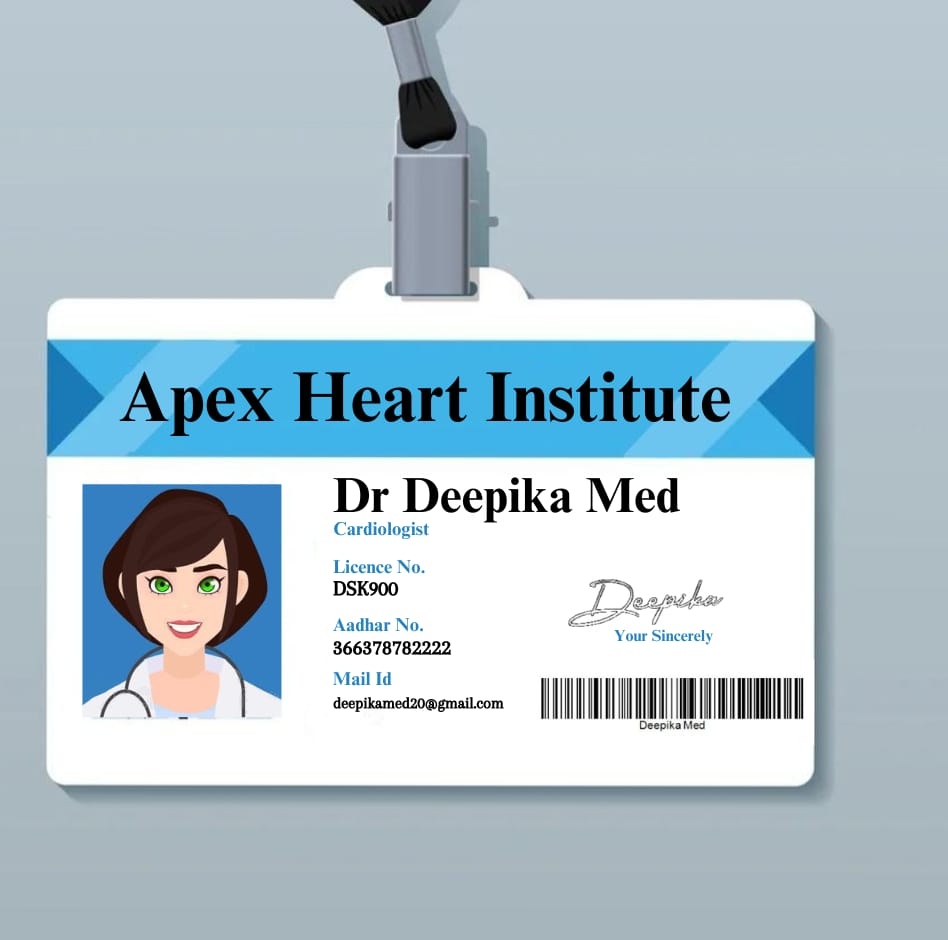 Apex Heart Institute
Dr Deepika Med
Cardiologist
Licence No.
DSK900
Aadhar No.
366378782222
Mail Id
deepikamed20@gmail.com
Deepika
Your Sincerely
Deepika Med